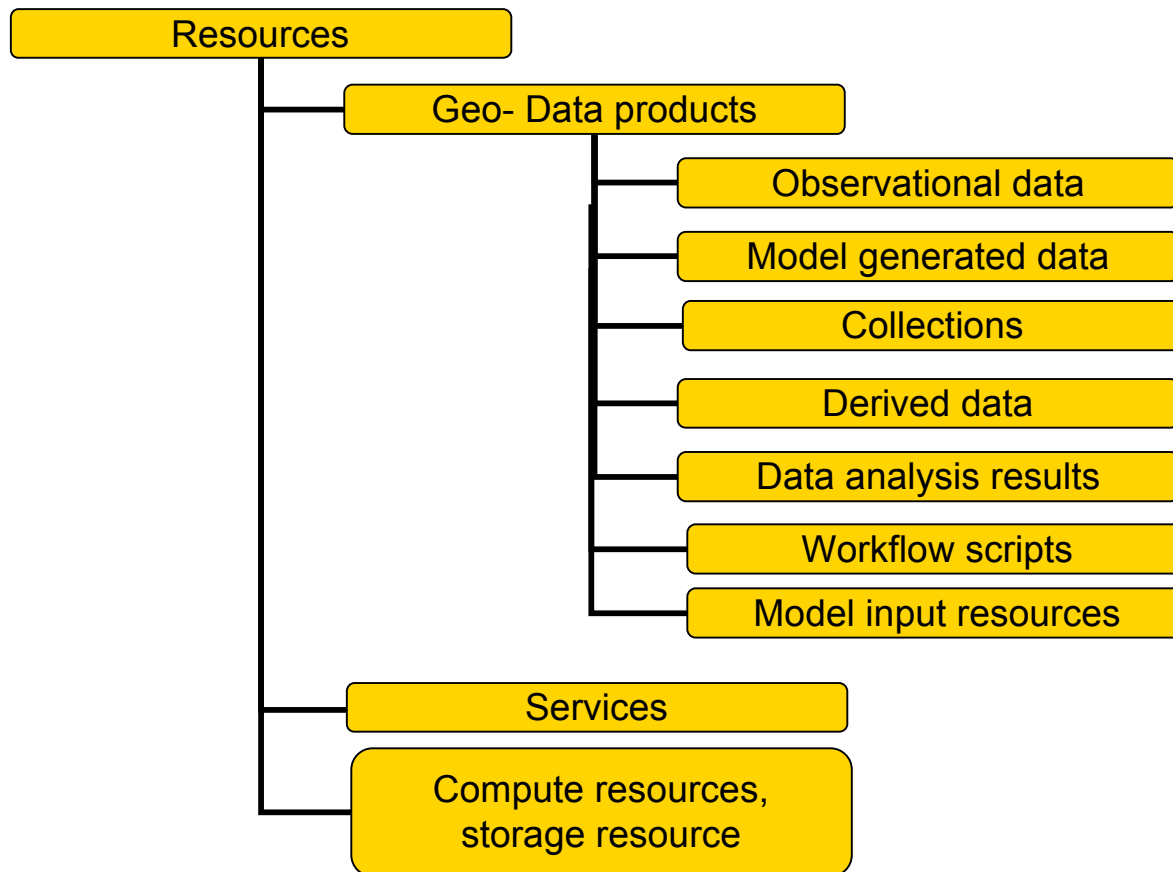 Resources
Geo- Data products
Observational data
Model generated data
Collections
Derived data
Data analysis results
Workflow scripts
Model input resources
Services
Compute resources,
storage resource